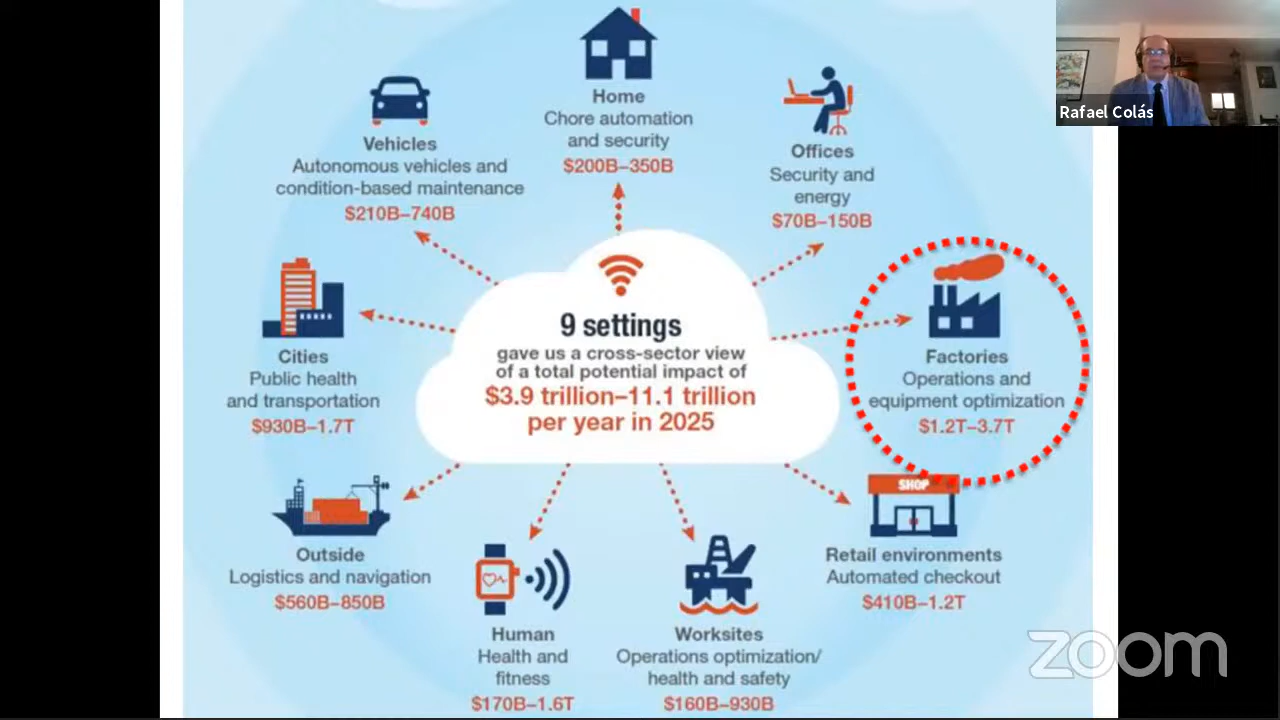 Home
Chore automation
and security
$200B–350B
Vehicles
Autonomous vehicles and
condition-based maintenance
$210B–740B
Offices
Security and
energy
$70B–150B
Rafael Colás
Cities
Public health
and transportation
$930B–1.7T
9 settings
gave us a cross-sector view
of a total potential impact of
$3.9 trillion–11.1 trillion
per year in 2025
Factories
Operations and
equipment optimization
$1.2T–3.7T
Outside
Logistics and navigation
$560B–850B
SHOP
Retail environments
Automated checkout
$410B–1.2T
Human
Health and
fitness
$170B–1.6T
Worksites
Operations optimization/
health and safety
$160B–930B
zoom